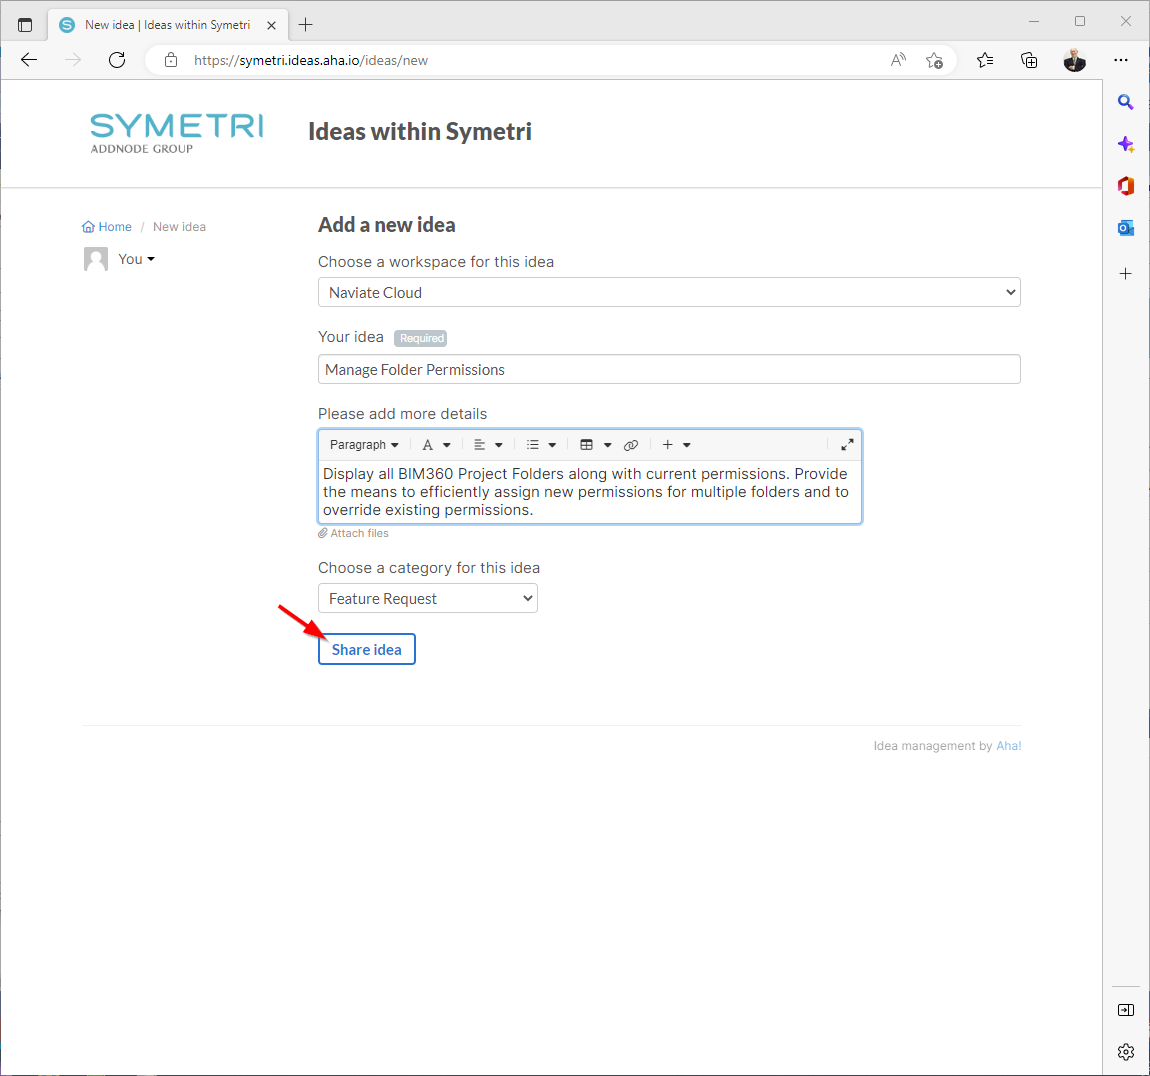 New idea | Ideas within Symetri
https://symetri.ideas.aha.io/ideas/new
SYMETRI
ADDNODE GROUP
Ideas within Symetri
Home / New idea
You
Add a new idea
Choose a workspace for this idea
Naviate Cloud
Your idea Required
Manage Folder Permissions
Please add more details
Paragraph A
Display all BIM360 Project Folders along with current permissions. Provide
the means to efficiently assign new permissions for multiple folders and to
override existing permissions.
Attach files
Choose a category for this idea
Feature Request
Share idea
Idea management by Aha!